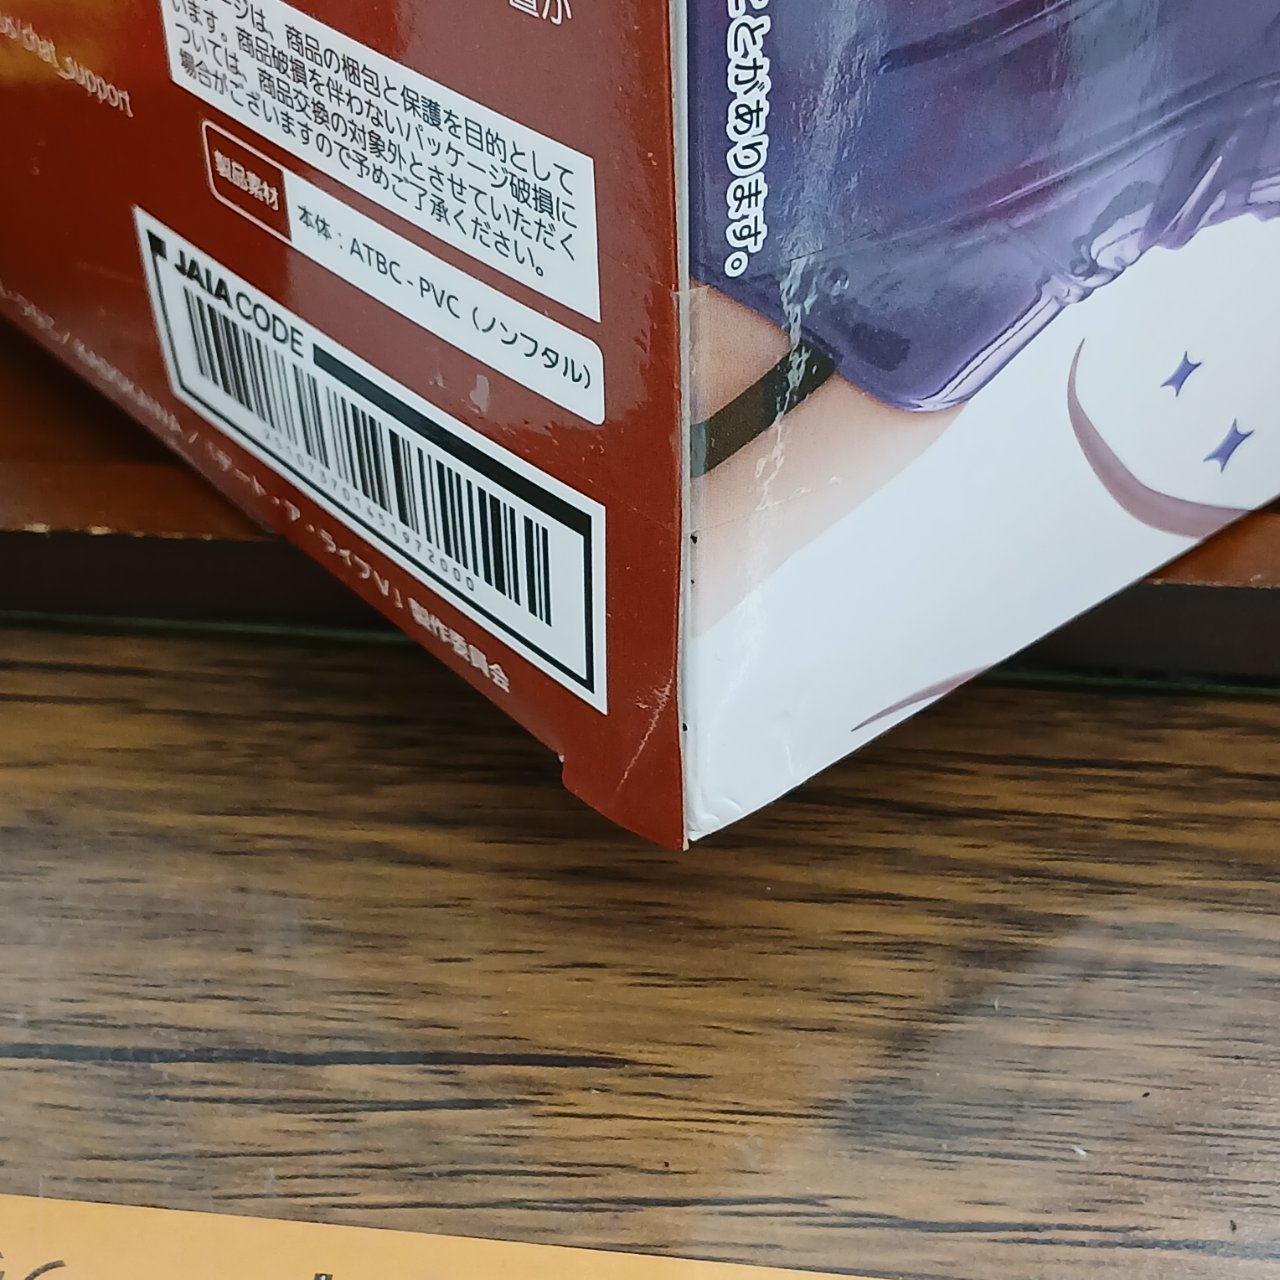 us/chat_support
ージは、商品の梱包と保護を目的として
います。商品破損を伴わないパッケージ破損に
ついては、商品交換の対象外とさせていただく
場合がございますので予めご了承ください。
製品素材
本体：ATBC-PVC（ノンフタル）
JAIA CODE
MARUKAWA / 「デート・ア・ライブV」製作委員会
ことがあります。